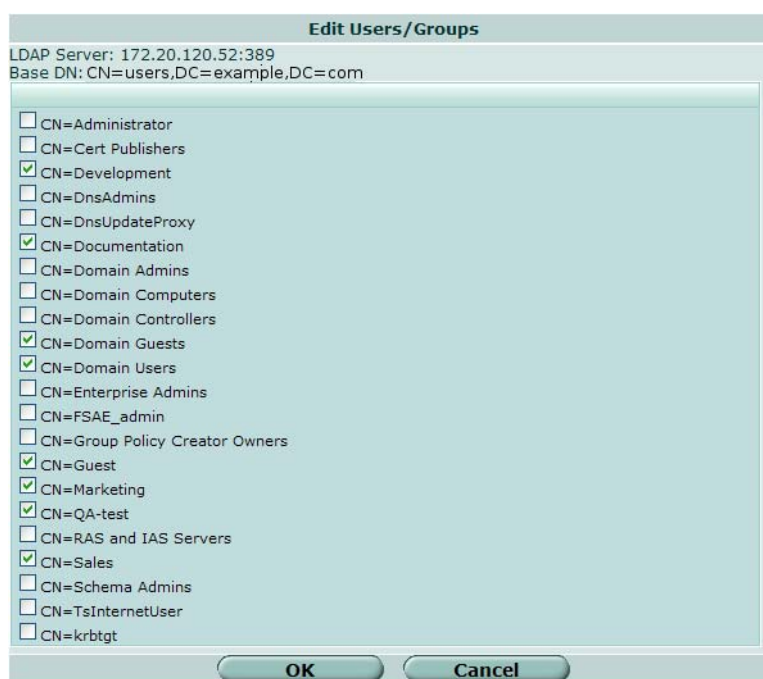 Edit Users/Groups
LDAP Server: 172.20.120.52:389
Base DN: CN=users,DC=example,DC=com
CN=Administrator
CN=Cert Publishers
CN=Development
CN=DnsAdmins
CN=DnsUpdateProxy
CN=Documentation
CN=Domain Admins
CN=Domain Computers
CN=Domain Controllers
CN=Domain Guests
CN=Domain Users
CN=Enterprise Admins
CN=FSAE_admin
CN=Group Policy Creator Owners
CN=Guest
CN=Marketing
CN=QA-test
CN=RAS and IAS Servers
CN=Sales
CN=Schema Admins
CN=TsInternetUser
CN=krbtgt
OK Cancel